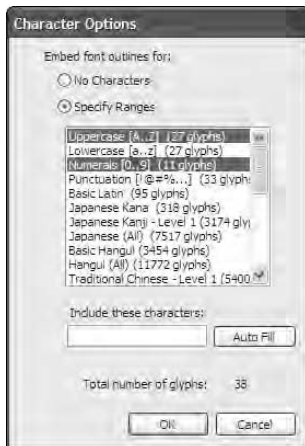 Character Options
Embed font outlines for:
No Characters
Specify Ranges
Uppercase [A..Z] (27 glyphs)
Lowercase [a..z] (27 glyphs)
Numerals [0..9] (11 glyphs)
Punctuation [!@#%...] (33 glyph
Basic Latin (95 glyphs)
Japanese Kana (318 glyphs)
Japanese Kanji - Level 1 (3174 gly
Japanese (All) (7517 glyphs)
Basic Hangul (3454 glyphs)
Hangul (All) (11772 glyphs)
Traditional Chinese - Level 1 (5400
Include these characters:
Auto Fill
Total number of glyphs: 38
OK Cancel